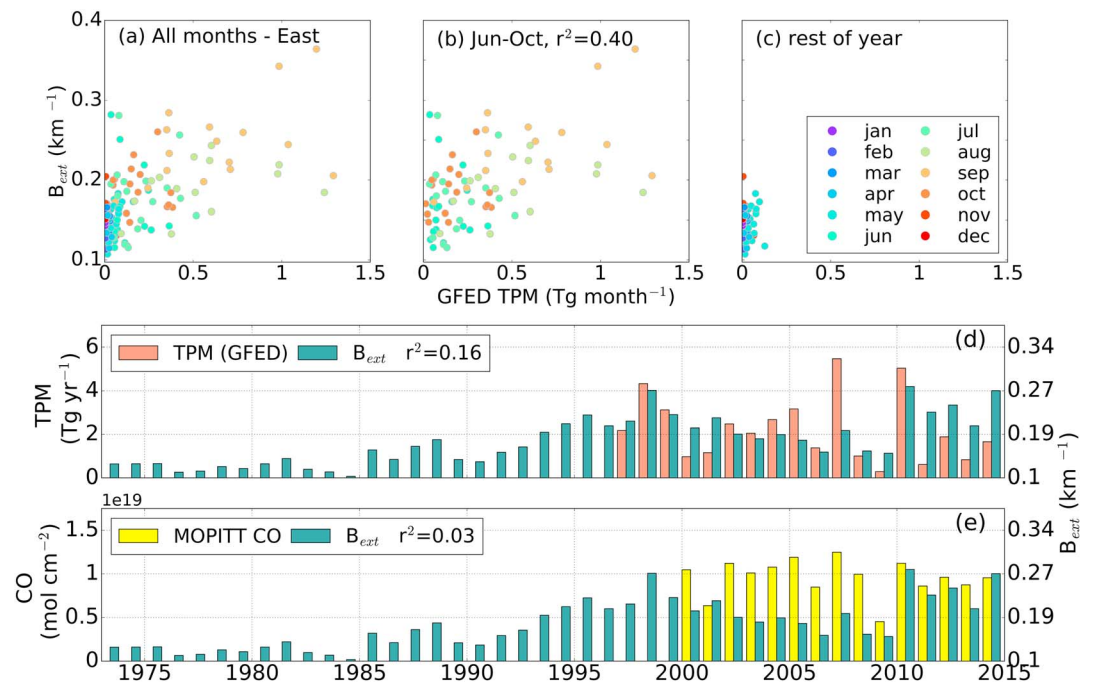 (a) All months - East
(b) Jun-Oct, r²=0.40
(c) rest of year
0.4
0.3
0.2
0.1
B_ext (km⁻¹)
jan
feb
mar
apr
may
jun
jul
aug
sep
oct
nov
dec
0 0.5 1 1.5
0 0.5 1 1.5
0 0.5 1 1.5
GFED TPM (Tg month⁻¹)
TPM (GFED) B_ext r²=0.16
(d)
6
4
2
0
TPM
(Tg yr⁻¹)
0.34
0.27
0.19
0.1
1e19
MOPITT CO B_ext r²=0.03
(e)
1.5
1
0.5
0
CO
(mol cm⁻²)
0.34
0.27
0.19
0.1
B_ext (km⁻¹)
1975 1980 1985 1990 1995 2000 2005 2010 2015